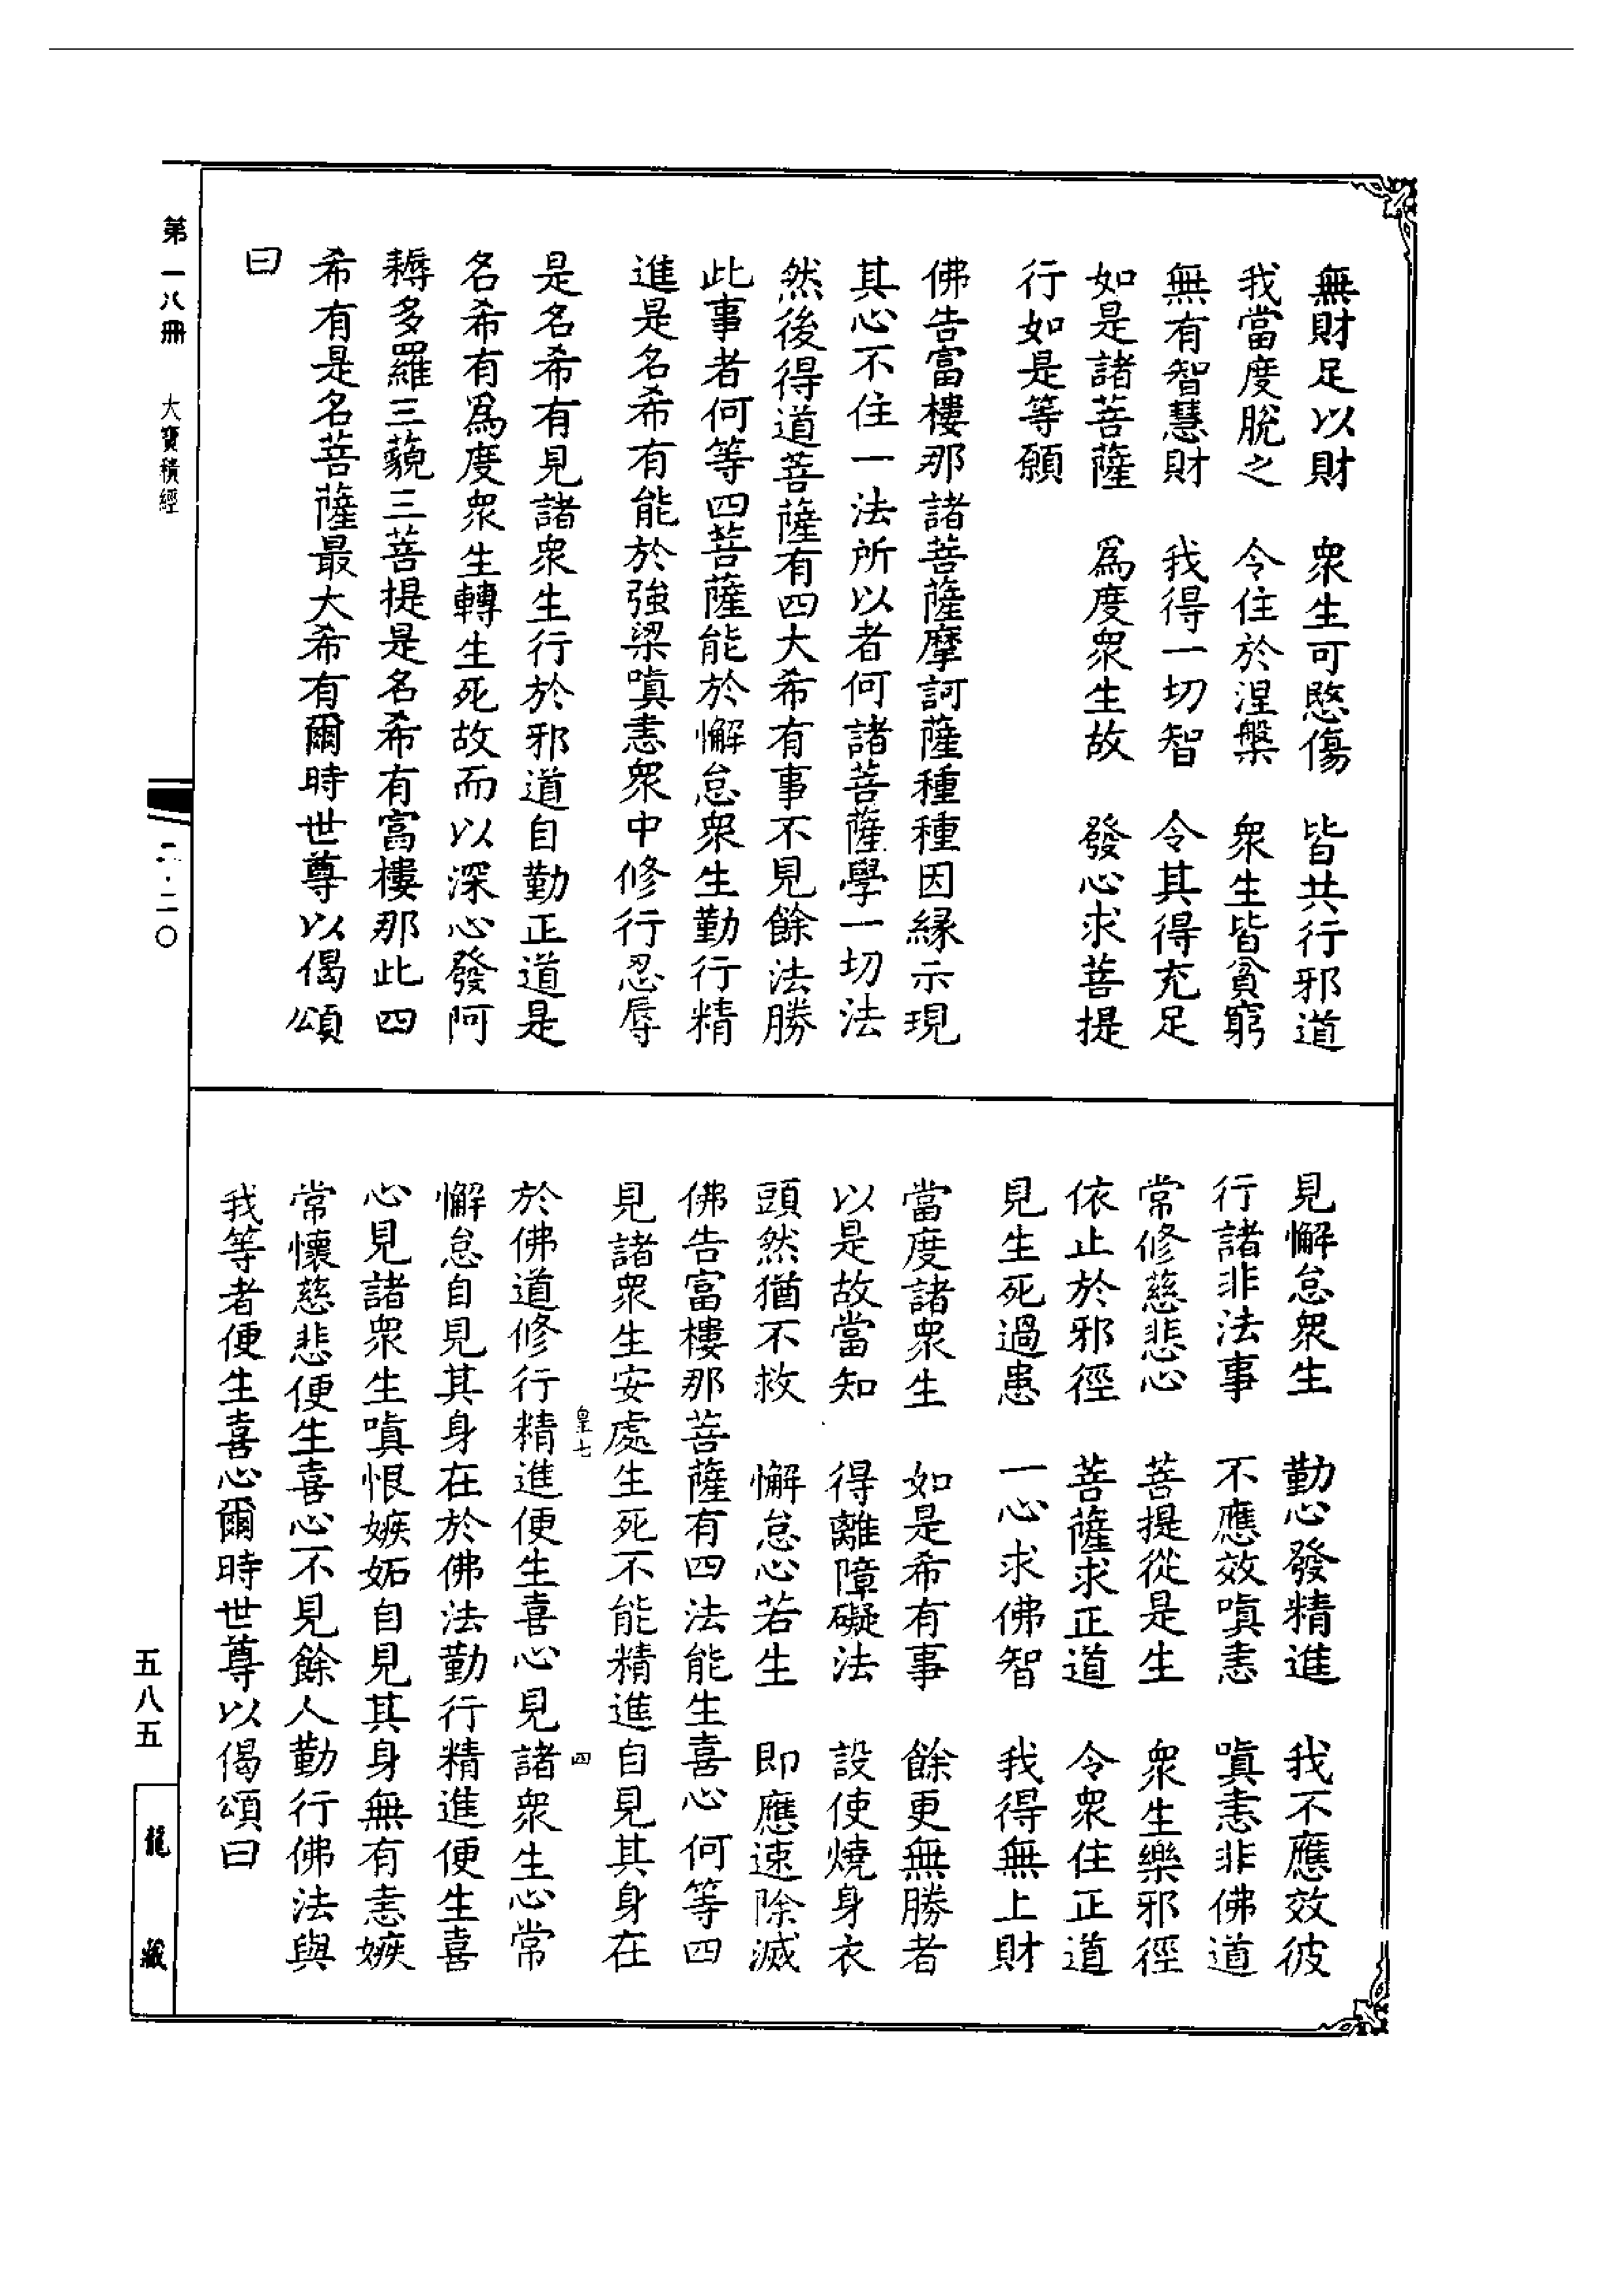 無財足以財　衆生可愍傷　皆共行邪道
我當度脫之　令住於涅槃　衆生皆貧窮
無有智慧財　我得一切智　令其得充足
如是諸菩薩　爲度衆生故　發心求菩提
行如是等願
佛告富樓那諸菩薩摩訶薩種種因緣示現
其心不住一法所以者何諸菩薩學一切法
然後得道菩薩有四大希有事不見餘法勝
此事者何等四菩薩能於懈怠衆生勤行精
進是名希有能於強梁嗔恚衆中修行忍辱
是名希有見諸衆生行於邪道自勤正道是
名希有爲度衆生轉生死故而以深心發阿
耨多羅三藐三菩提是名希有富樓那此四
希有是名菩薩最大希有爾時世尊以偈頌
曰
見懈怠衆生　勤心發精進　我不應效彼
行諸非法事　不應效嗔恚　嗔恚非佛道
常修慈悲心　菩提從是生　衆生樂邪徑
依止於邪徑　菩薩求正道　令衆住正道
見生死過患　一心求佛智　我得無上財
當度諸衆生　如是希有事　餘更無勝者
以是故當知　得離障礙法　設使燒身衣
頭然猶不救　懈怠心若生　即應速除滅
佛告富樓那菩薩有四法能生喜心何等四
見諸衆生安處生死不能精進自見其身在
皇七　四
於佛道修行精進便生喜心見諸衆生心常
懈怠自見其身在於佛法勤行精進便生喜
心見諸衆生嗔恨嫉妬自見其身無有恚嫉
常懷慈悲便生喜心不見餘人勤行佛法與
我等者便生喜心爾時世尊以偈頌曰
第一八冊　大寶積經
二·二〇
五八五
龍藏